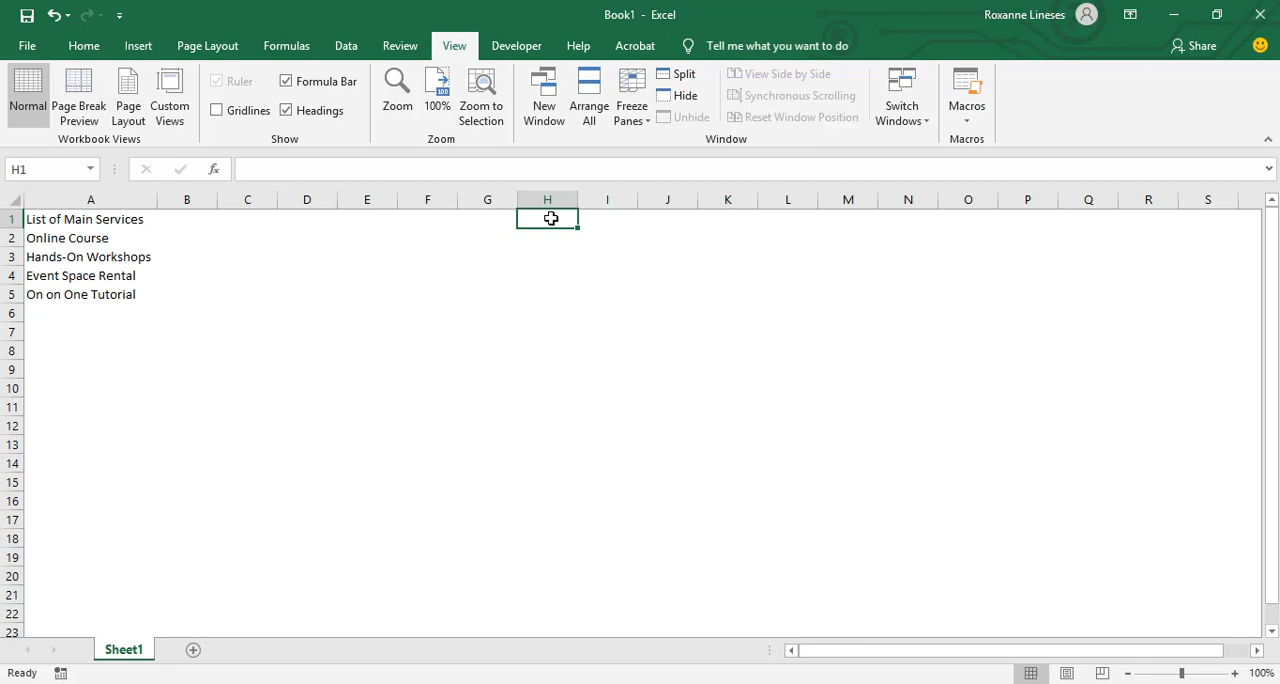 Book1 - Excel
Roxanne Lineses
File Home Insert Page Layout Formulas Data Review View Developer Help Acrobat Tell me what you want to do Share
Normal
Page Break Preview
Page Layout
Custom Views
Workbook Views
Ruler
Formula Bar
Gridlines
Headings
Show
Zoom
100%
Zoom to Selection
Zoom
New Window
Arrange All
Freeze Panes
Split
Hide
Unhide
View Side by Side
Synchronous Scrolling
Reset Window Position
Window
Switch Windows
Macros
Macros
H1
fx
A B C D E F G H I J K L M N O P Q R S
1 List of Main Services
2 Online Course
3 Hands-On Workshops
4 Event Space Rental
5 On on One Tutorial
6
7
8
9
10
11
12
13
14
15
16
17
18
19
20
21
22
23
Sheet1
Ready
100%